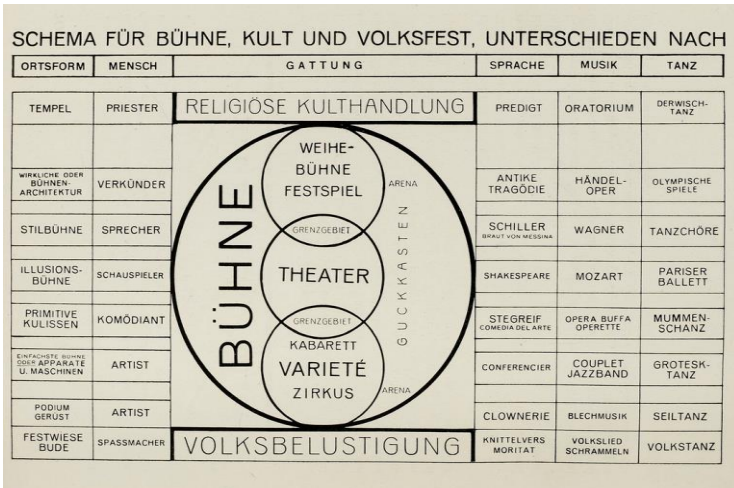 SCHEMA FÜR BÜHNE, KULT UND VOLKSFEST, UNTERSCHIEDEN NACH
ORTSFORM MENSCH GATTUNG SPRACHE MUSIK TANZ
TEMPEL PRIESTER RELIGIÖSE KULTHANDLUNG PREDIGT ORATORIUM DERWISCH-
TANZ
WIRKLICHE ODER
BÜHNEN-
ARCHITEKTUR
VERKÜNDER
WEIHE-
BÜHNE
FESTSPIEL
ARENA
ANTIKE
TRAGÖDIE
HÄNDEL-
OPER
OLYMPISCHE
SPIELE
STILBÜHNE
SPRECHER
GRENZGEBIET
SCHILLER
BRAUT VON MESSINA
WAGNER
TANZCHÖRE
BÜHNE
GUCKKASTEN
ILLUSIONS-
BÜHNE
SCHAUSPIELER
THEATER
SHAKESPEARE
MOZART
PARISER
BALLETT
PRIMITIVE
KULISSEN
KOMÖDIANT
GRENZGEBIET
STEGREIF
COMEDIA DEL ARTE
OPERA BUFFA
OPERETTE
MUMMEN-
SCHANZ
EINFACHSTE BÜHNE
ODER APPARATE
U. MASCHINEN
ARTIST
KABARETT
VARIETÉ
ZIRKUS
ARENA
CONFERENCIER
COUPLET
JAZZBAND
GROTESK-
TANZ
PODIUM
GERÜST
ARTIST
CLOWNERIE
BLECHMUSIK
SEILTANZ
FESTWIESE
BUDE
SPASSMACHER
VOLKSBELUSTIGUNG
KNITTELVERS
MORITAT
VOLKSLIED
SCHRAMMELN
VOLKSTANZ